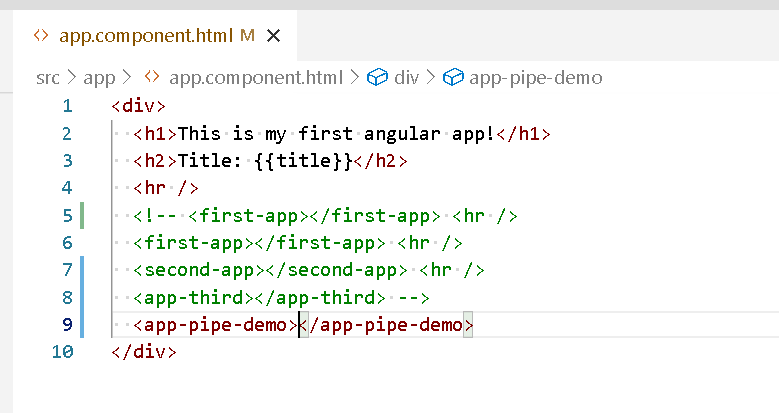 app.component.html M
src > app > app.component.html > div > app-pipe-demo
1 <div>
2 <h1>This is my first angular app!</h1>
3 <h2>Title: {{title}}</h2>
4 <hr />
5 <!-- <first-app></first-app> <hr />
6 <first-app></first-app> <hr />
7 <second-app></second-app> <hr />
8 <app-third></app-third> -->
9 <app-pipe-demo></app-pipe-demo>
10 </div>